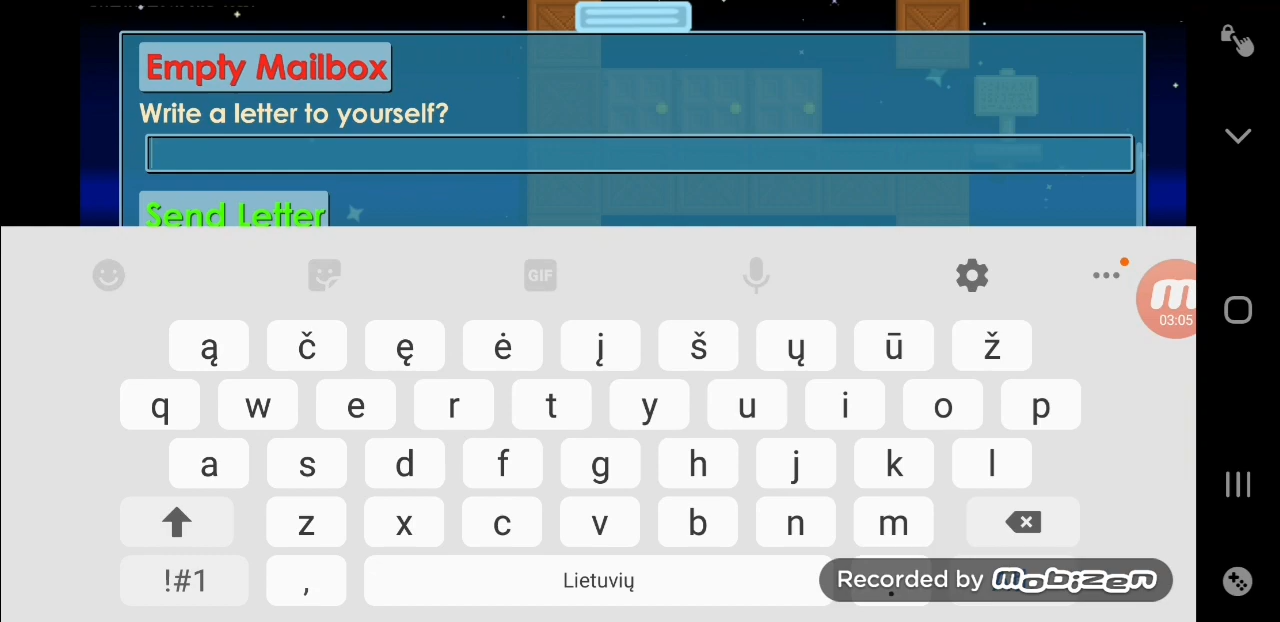 Empty Mailbox
Write a letter to yourself?
Send Letter
GIF
03:05
ą č ę ė į š ų ū ž
q w e r t y u i o p
a s d f g h j k l
z x c v b n m
!#1 , Lietuvių .
Recorded by mobizen